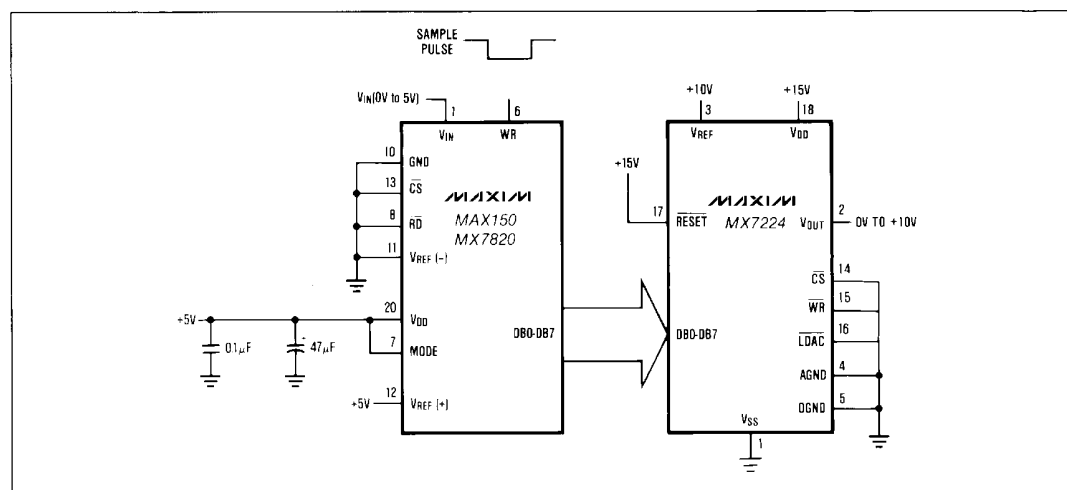 SAMPLE
PULSE
VIN(0V to 5V)
1
6
VIN
WR
10
GND
13
CS
8
RD
11
VREF (-)
MAXIM
MAX150
MX7820
20
VDD
+5V
0.1µF
+
47µF
7
MODE
12
+5V
VREF (+)
DB0-DB7
+10V
3
VREF
+15V
18
VDD
+15V
17
RESET
MAXIM
MX7224
2
VOUT
0V TO +10V
CS
14
WR
15
LDAC
16
DB0-DB7
AGND
4
DGND
5
VSS
1